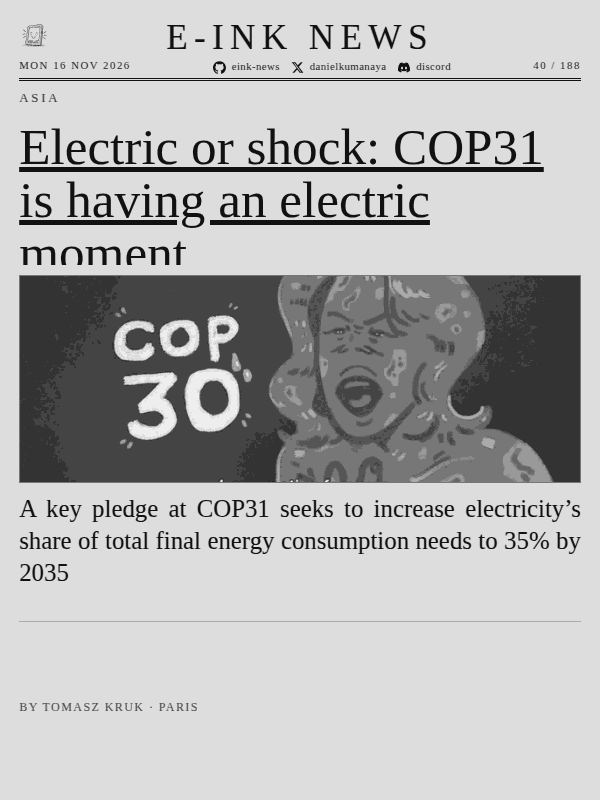 E-INK NEWS
MON 16 NOV 2026
eink-news danielkumanaya discord
40 / 188
ASIA
Electric or shock: COP31
is having an electric
moment
COP
30
A key pledge at COP31 seeks to increase electricity’s
share of total final energy consumption needs to 35% by
2035
BY TOMASZ KRUK · PARIS